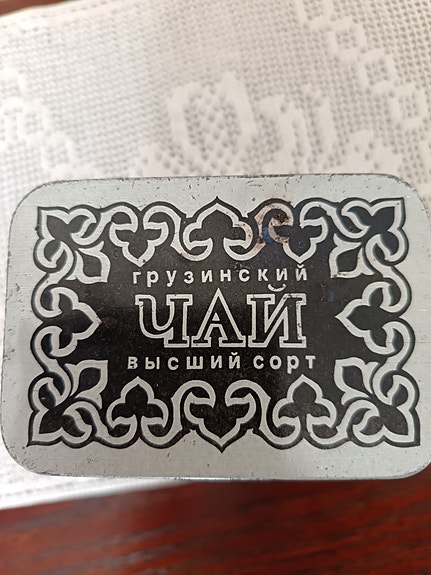 грузинский
ЧАЙ
высший сорт